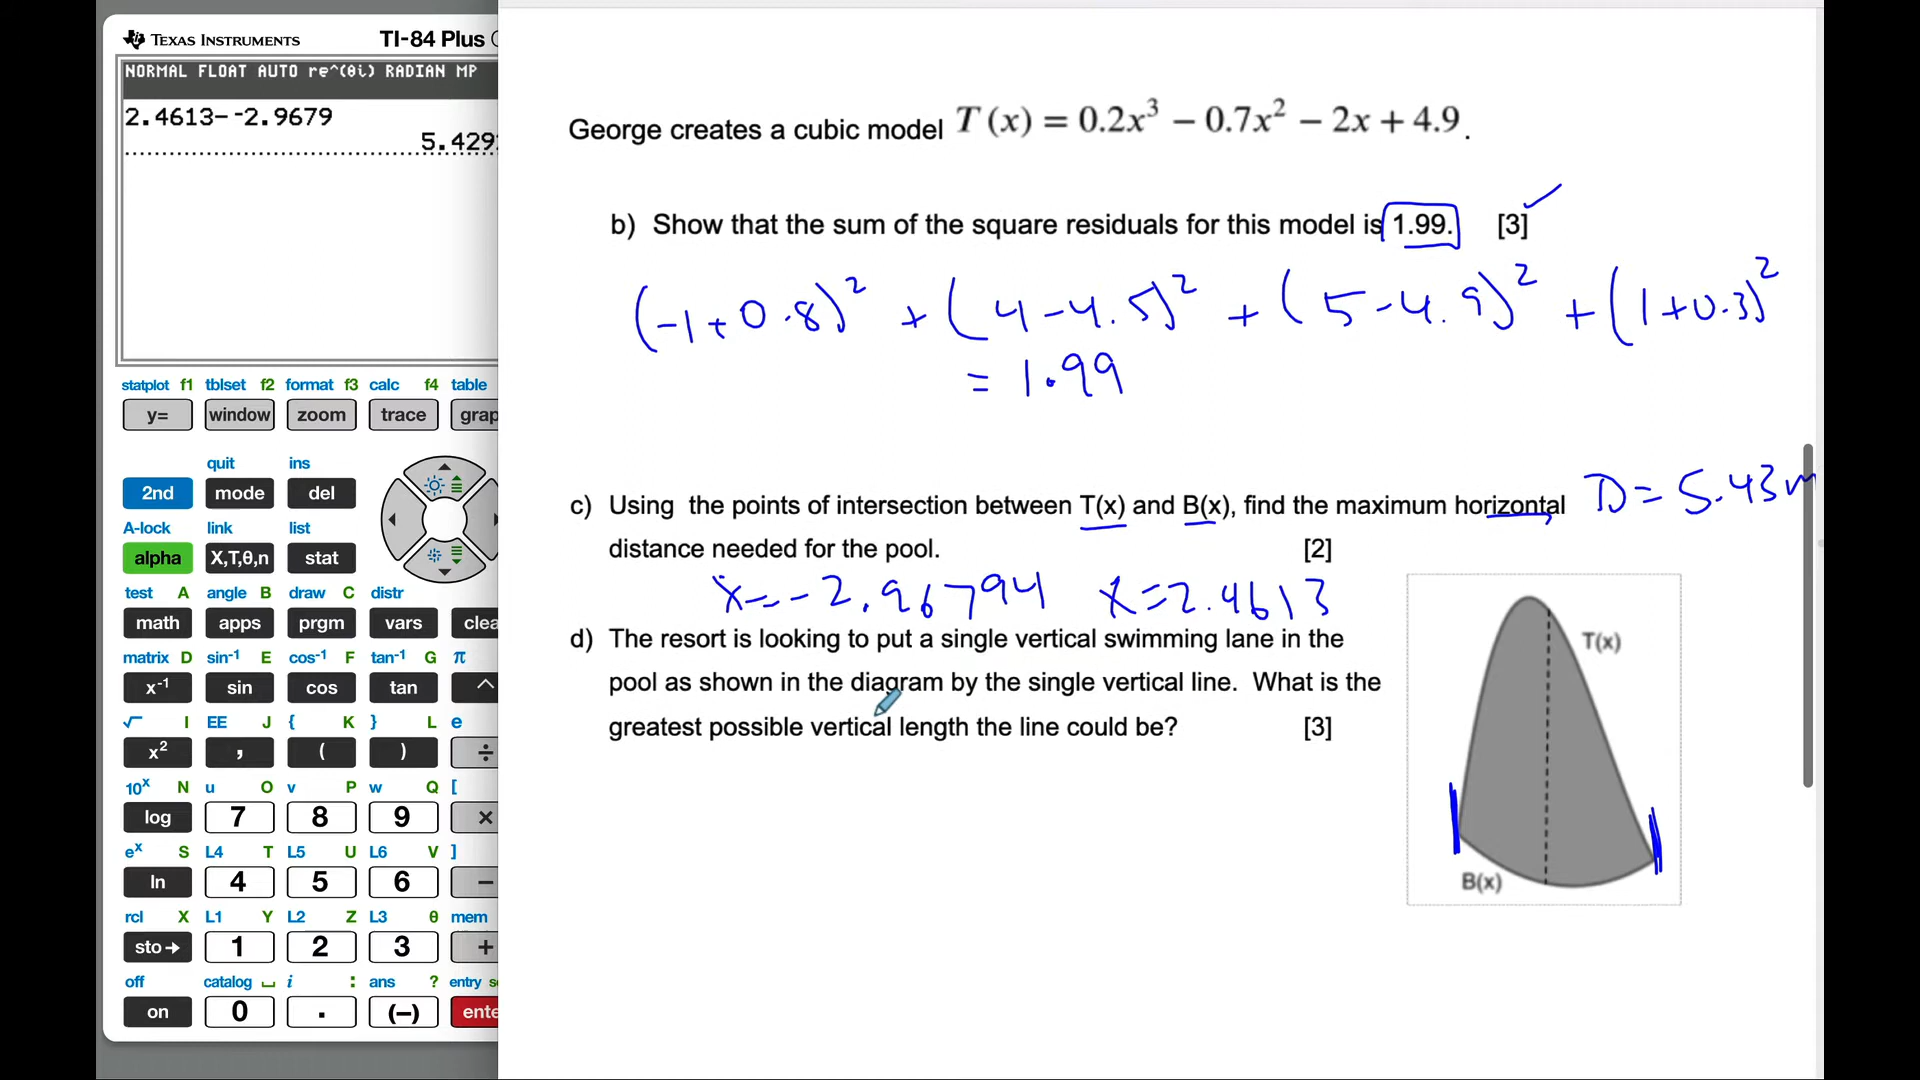 TEXAS INSTRUMENTS TI-84 Plus C
NORMAL FLOAT AUTO re^(θi) RADIAN MP
2.4613--2.9679
5.429
statplot f1 tblset f2 format f3 calc f4 table
y= window zoom trace grap
quit ins
2nd mode del
A-lock link list
alpha X,T,θ,n stat
test A angle B draw C distr
math apps prgm vars clea
matrix D sin-1 E cos-1 F tan-1 G π
x-1 sin cos tan ^
√ I EE J { K } L e
x² , ( ) ÷
10x N u O v P w Q [
log 7 8 9 ×
ex S L4 T L5 U L6 V ]
ln 4 5 6 −
rcl X L1 Y L2 Z L3 θ mem
sto→ 1 2 3 +
off catalog ⎵ i : ans ? entry s
on 0 . (−) ente
George creates a cubic model T (x) = 0.2x³ − 0.7x² − 2x + 4.9 .
b) Show that the sum of the square residuals for this model is 1.99. [3]
(-1+0.8)² + (4-4.5)² + (5-4.9)² + (1+0.3)²
= 1.99
c) Using the points of intersection between T(x) and B(x), find the maximum horizontal D= 5.43m
distance needed for the pool. [2]
x=-2.96794 x=2.4613
d) The resort is looking to put a single vertical swimming lane in the
pool as shown in the diagram by the single vertical line. What is the
greatest possible vertical length the line could be? [3]
T(x)
B(x)